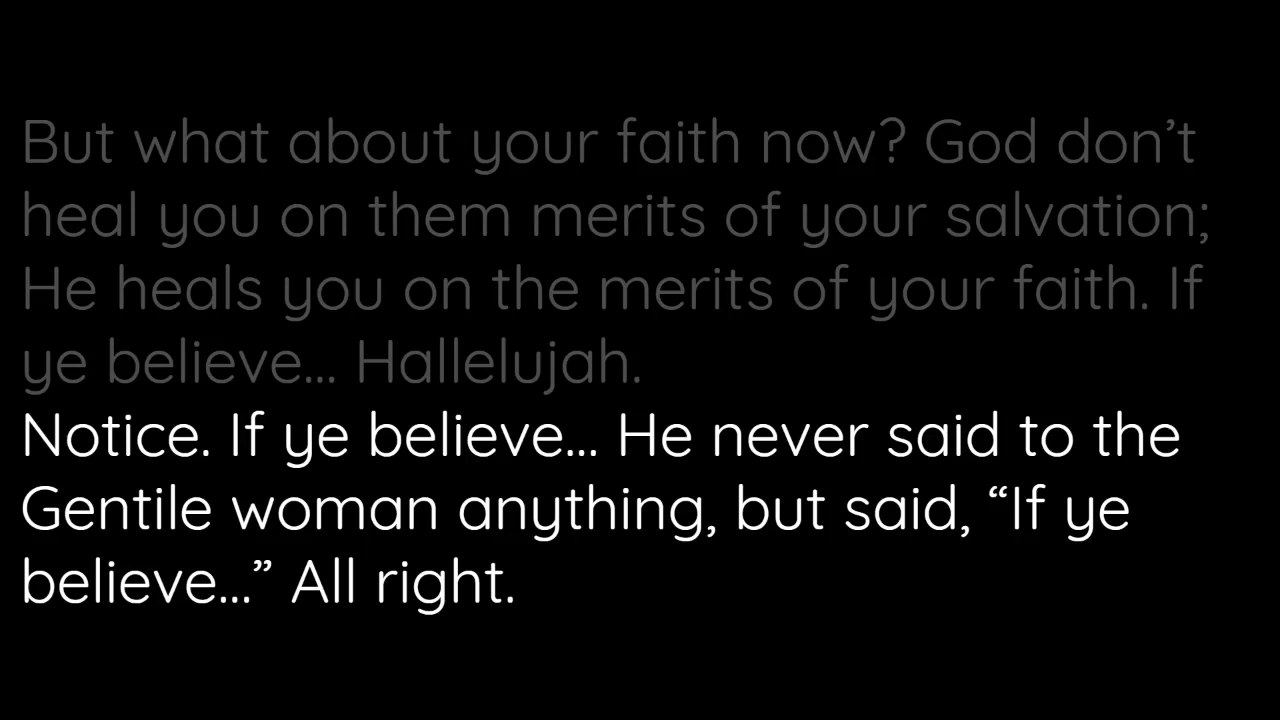 But what about your faith now? God don’t
heal you on them merits of your salvation;
He heals you on the merits of your faith. If
ye believe... Hallelujah.
Notice. If ye believe... He never said to the
Gentile woman anything, but said, “If ye
believe...” All right.